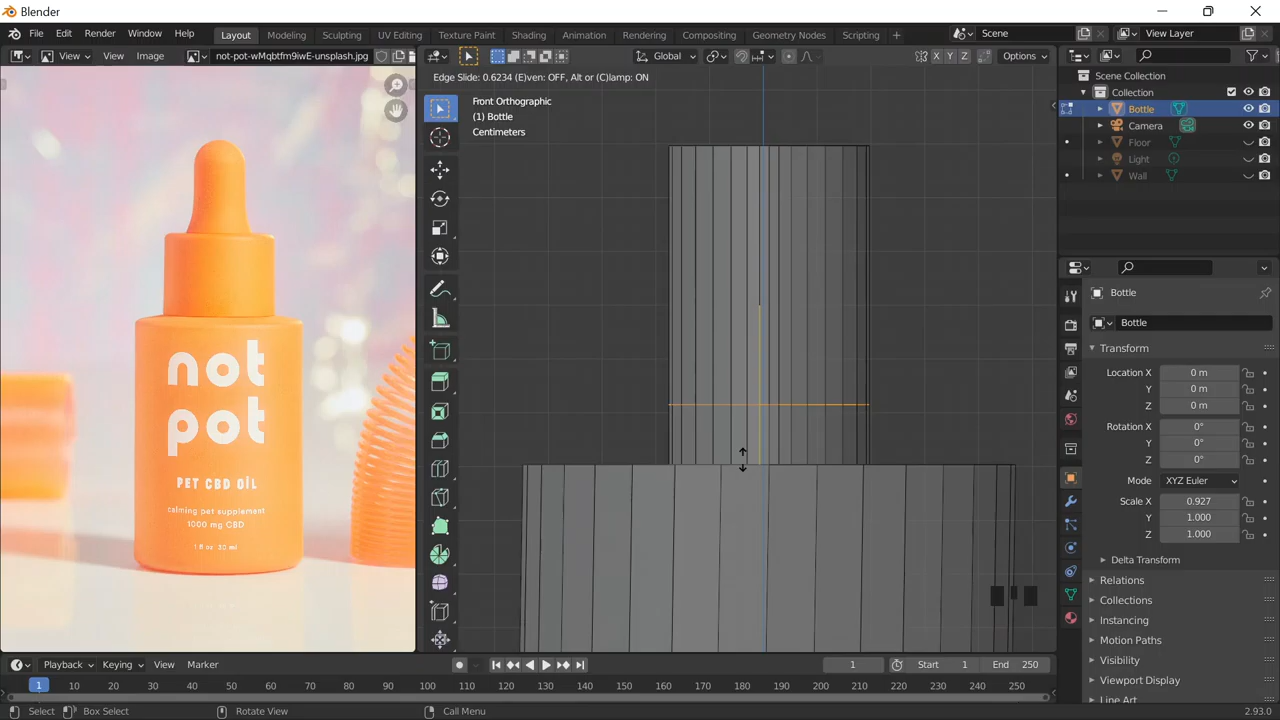 Blender
File Edit Render Window Help Layout Modeling Sculpting UV Editing Texture Paint Shading Animation Rendering Compositing Geometry Nodes Scripting + Scene View Layer
View View Image not-pot-wMqbtfm9iwE-unsplash.jpg Global X Y Z Options
Edge Slide: 0.6234 (E)ven: OFF, Alt or (C)lamp: ON
Front Orthographic
(1) Bottle
Centimeters
not
pot
PET CBD OIL
calming pet supplement
1000 mg CBD
1 fl oz 30 ml
Scene Collection
Collection
Bottle
Camera
Floor
Light
Wall
Bottle
Bottle
Transform
Location X 0 m
Y 0 m
Z 0 m
Rotation X 0°
Y 0°
Z 0°
Mode XYZ Euler
Scale X 0.927
Y 1.000
Z 1.000
Delta Transform
Relations
Collections
Instancing
Motion Paths
Visibility
Viewport Display
Line Art
Playback Keying View Marker 1 Start 1 End 250
1 10 20 30 40 50 60 70 80 90 100 110 120 130 140 150 160 170 180 190 200 210 220 230 240 250
Select Box Select Rotate View Call Menu 2.93.0